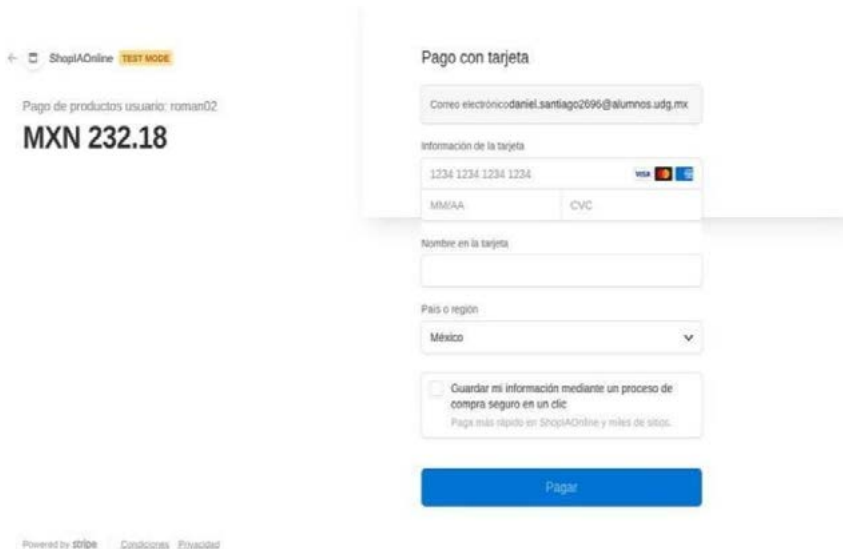 ShopIAOnline TEST MODE
Pago de productos usuario: roman02
MXN 232.18
Pago con tarjeta
Correo electrónicodaniel.santiago2696@alumnos.udg.mx
Información de la tarjeta
1234 1234 1234 1234 VISA
MM/AA CVC
Nombre en la tarjeta
País o región
México
Guardar mi información mediante un proceso de
compra seguro en un clic
Paga más rápido en ShopIAOnline y miles de sitios.
Pagar
Powered by stripe Condiciones Privacidad